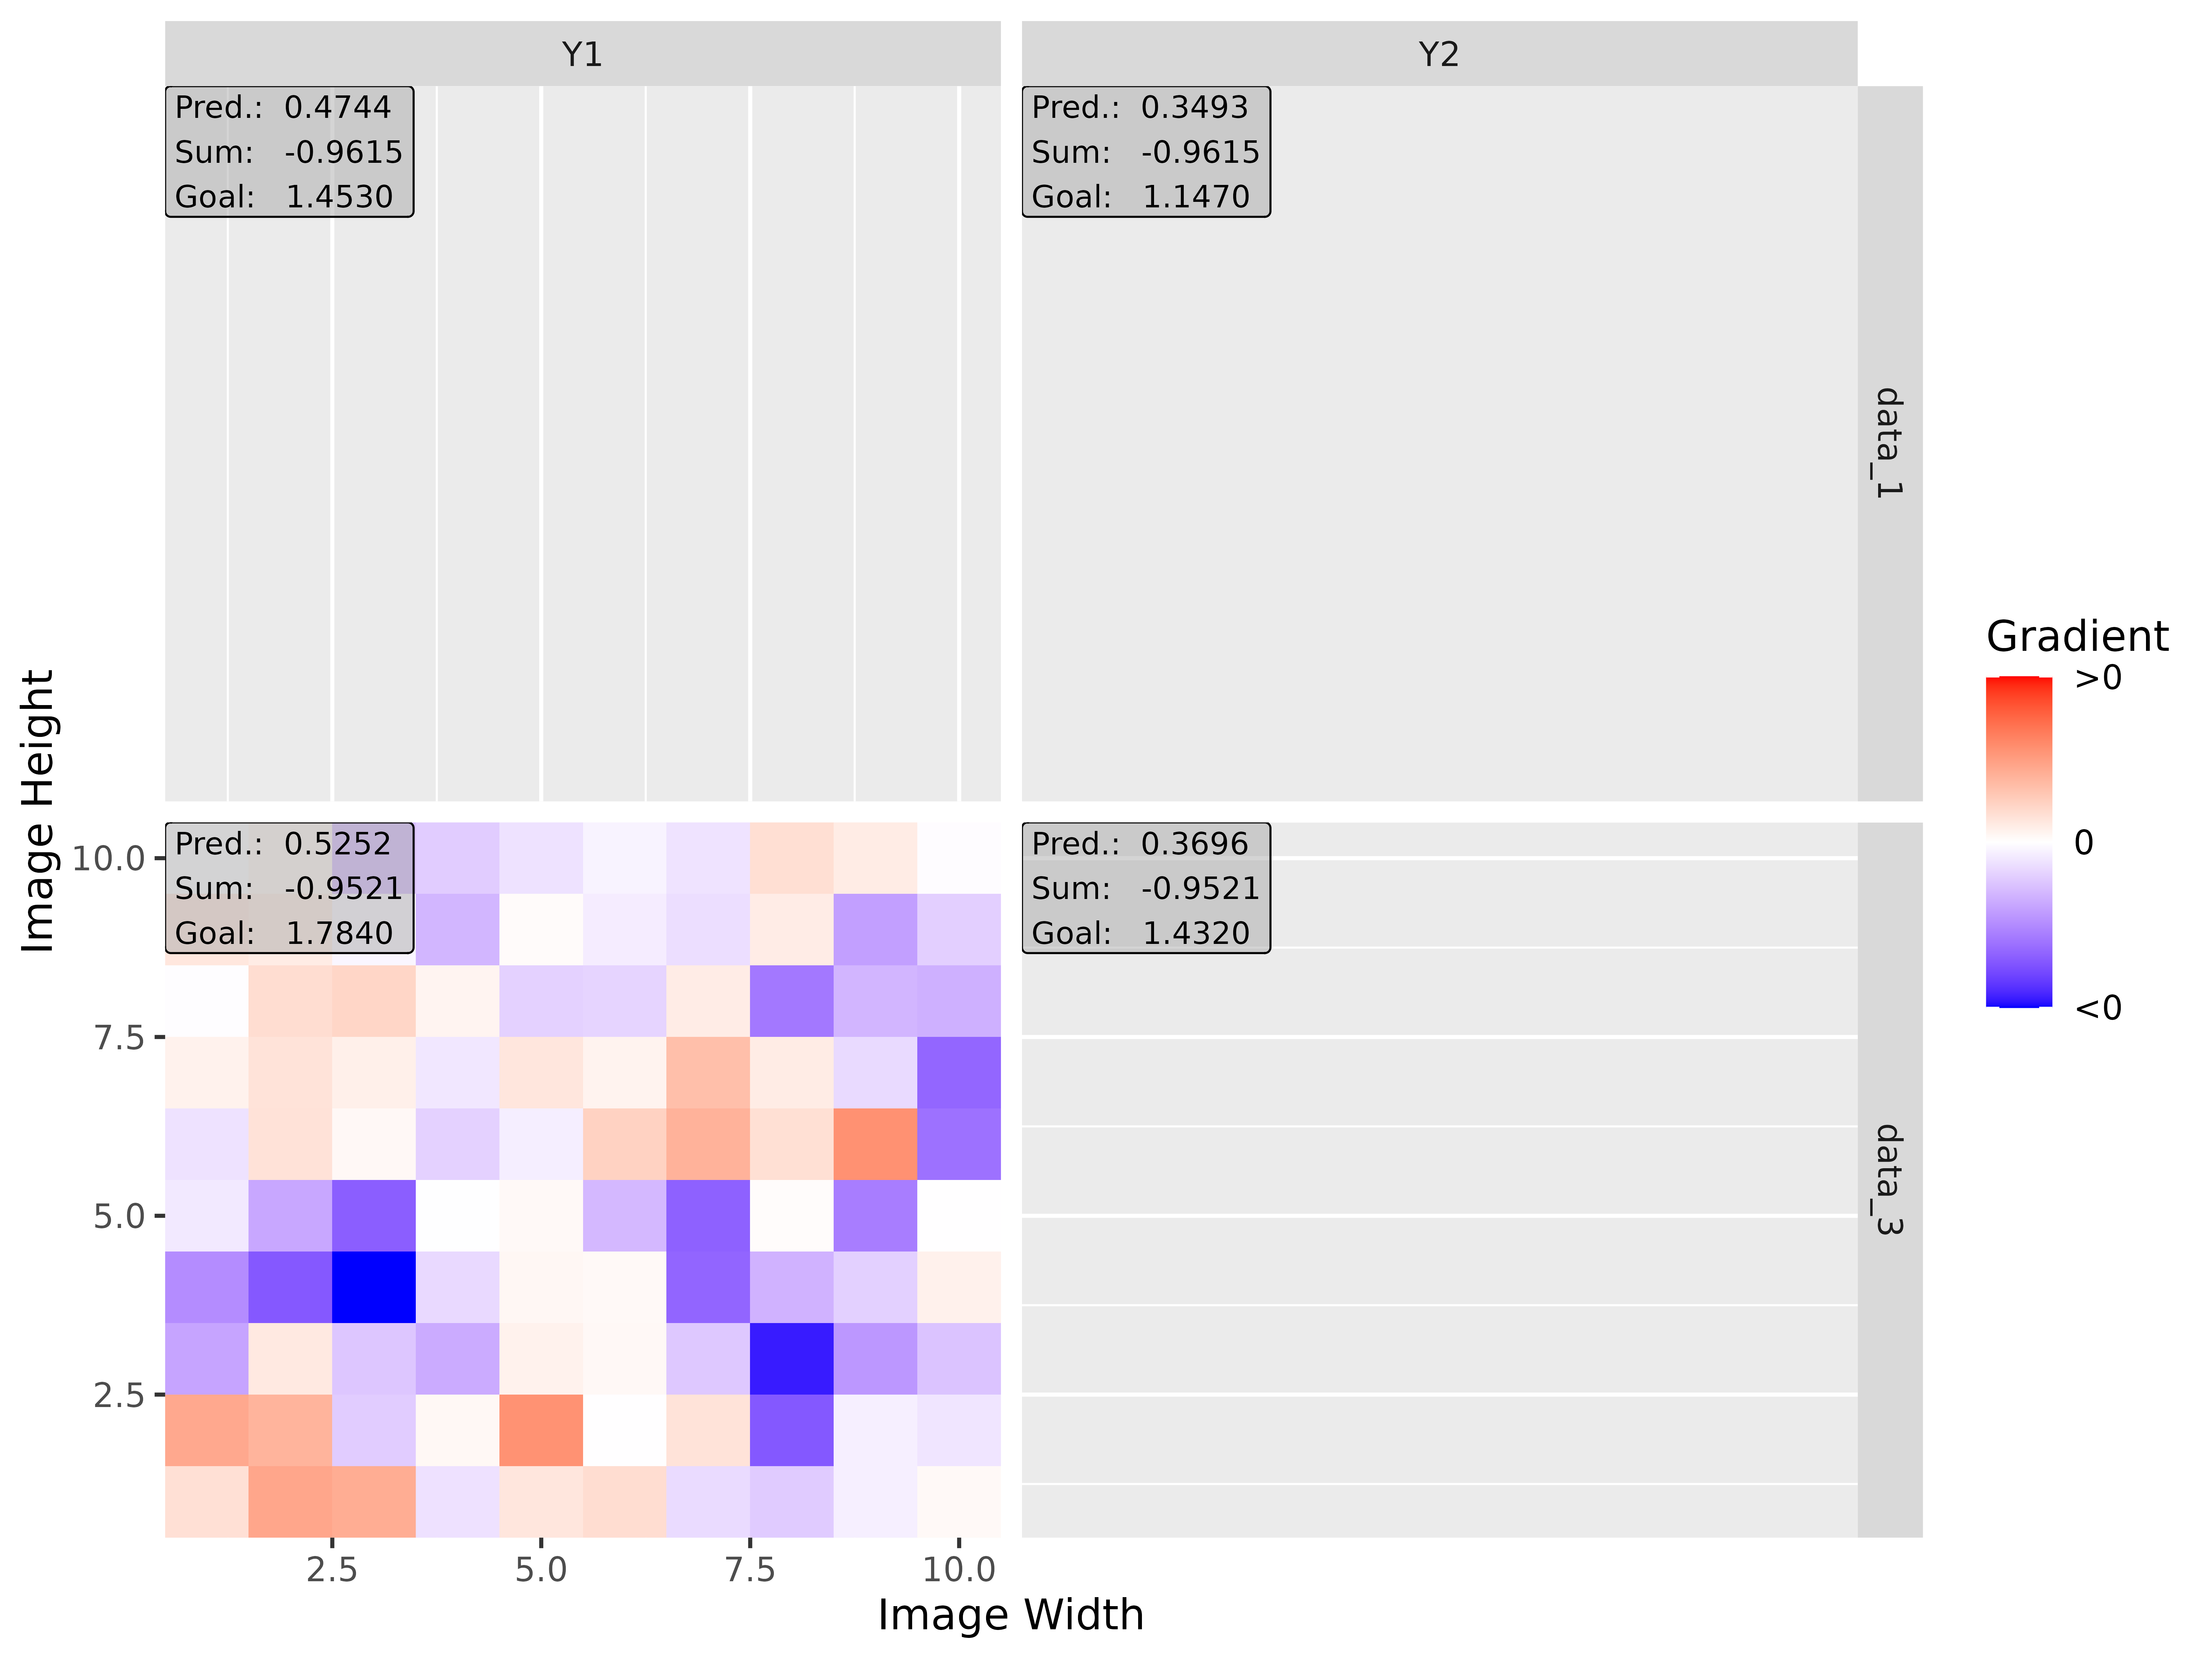 Y1
Y2
Pred.: 0.4744
Sum: -0.9615
Goal: 1.4530
Pred.: 0.3493
Sum: -0.9615
Goal: 1.1470
data_1
Image Height
Pred.: 0.5252
Sum: -0.9521
Goal: 1.7840
Pred.: 0.3696
Sum: -0.9521
Goal: 1.4320
data_3
10.0
7.5
5.0
2.5
2.5
5.0
7.5
10.0
Image Width
Gradient
>0
0
<0